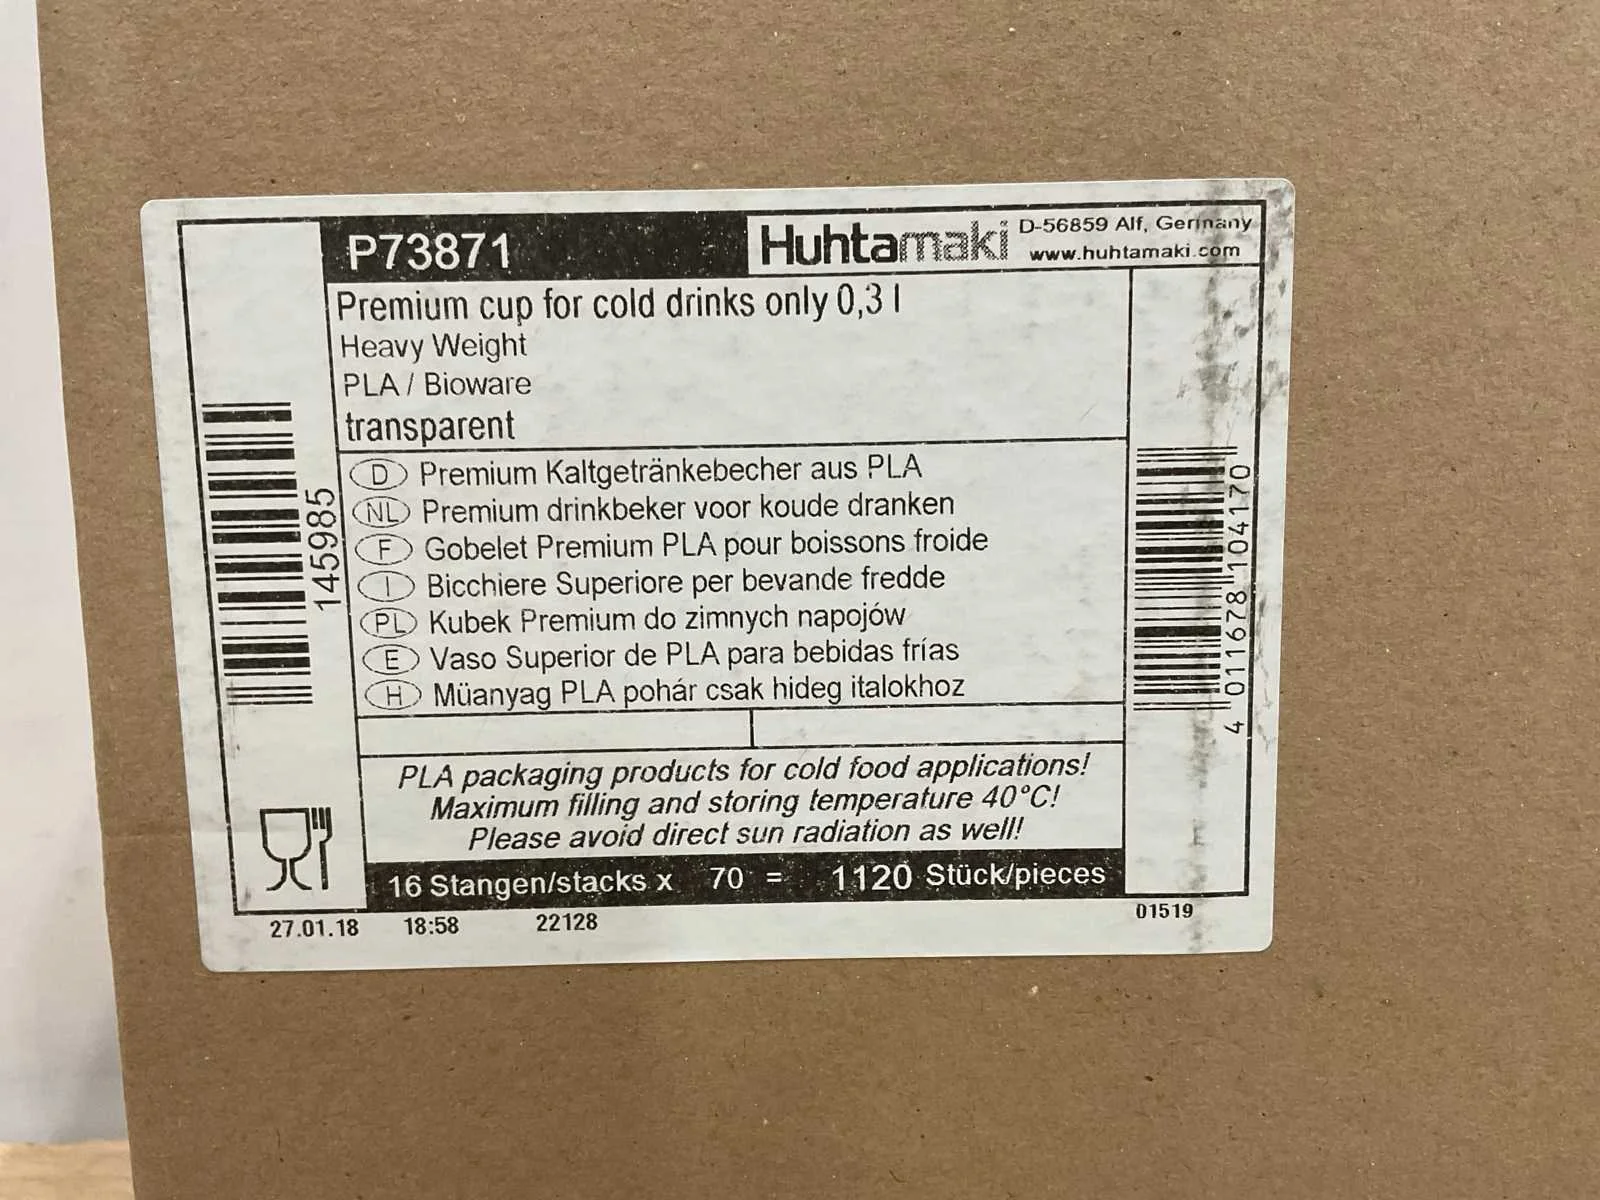 P73871
Huhtamaki
D-56859 Alf, Germany
www.huhtamaki.com
Premium cup for cold drinks only 0,3 l
Heavy Weight
PLA / Bioware
transparent
145985
D Premium Kaltgetränkebecher aus PLA
NL Premium drinkbeker voor koude dranken
F Gobelet Premium PLA pour boissons froide
I Bicchiere Superiore per bevande fredde
PL Kubek Premium do zimnych napojów
E Vaso Superior de PLA para bebidas frías
H Müanyag PLA pohár csak hideg italokhoz
4 011678 104170
PLA packaging products for cold food applications!
Maximum filling and storing temperature 40°C!
Please avoid direct sun radiation as well!
16 Stangen/stacks x 70 = 1120 Stück/pieces
27.01.18 18:58 22128 01519